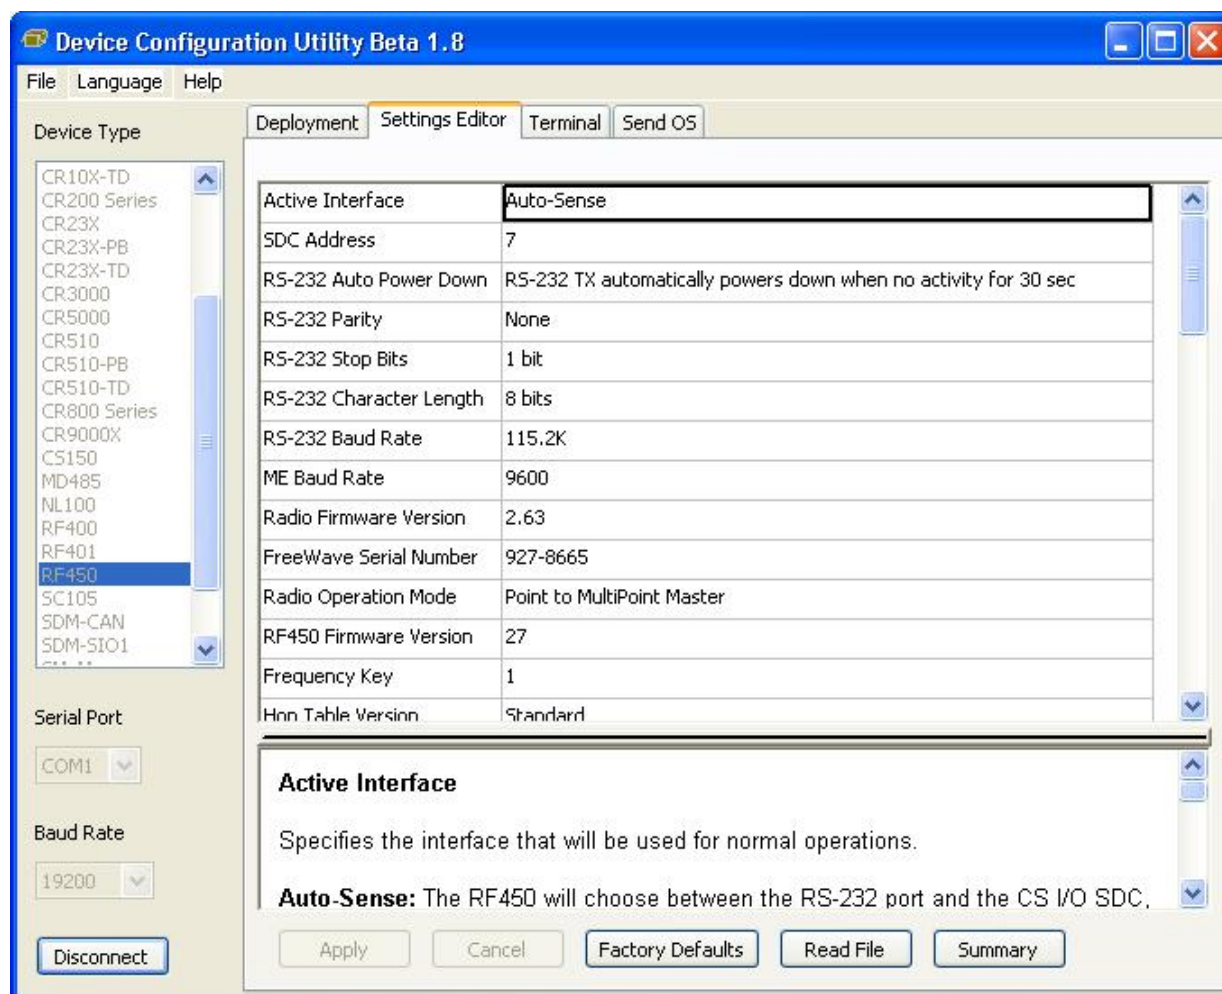 Device Configuration Utility Beta 1.8
File Language Help
Device Type
CR10X-TD
CR200 Series
CR23X
CR23X-PB
CR23X-TD
CR3000
CR5000
CR510
CR510-PB
CR510-TD
CR800 Series
CR9000X
CS150
MD485
NL100
RF400
RF401
RF450
SC105
SDM-CAN
SDM-SIO1
Serial Port
COM1
Baud Rate
19200
Disconnect
Deployment Settings Editor Terminal Send OS
Active Interface Auto-Sense
SDC Address 7
RS-232 Auto Power Down RS-232 TX automatically powers down when no activity for 30 sec
RS-232 Parity None
RS-232 Stop Bits 1 bit
RS-232 Character Length 8 bits
RS-232 Baud Rate 115.2K
ME Baud Rate 9600
Radio Firmware Version 2.63
FreeWave Serial Number 927-8665
Radio Operation Mode Point to MultiPoint Master
RF450 Firmware Version 27
Frequency Key 1
Hop Table Version Standard
Active Interface
Specifies the interface that will be used for normal operations.
Auto-Sense: The RF450 will choose between the RS-232 port and the CS I/O SDC,
Apply Cancel Factory Defaults Read File Summary